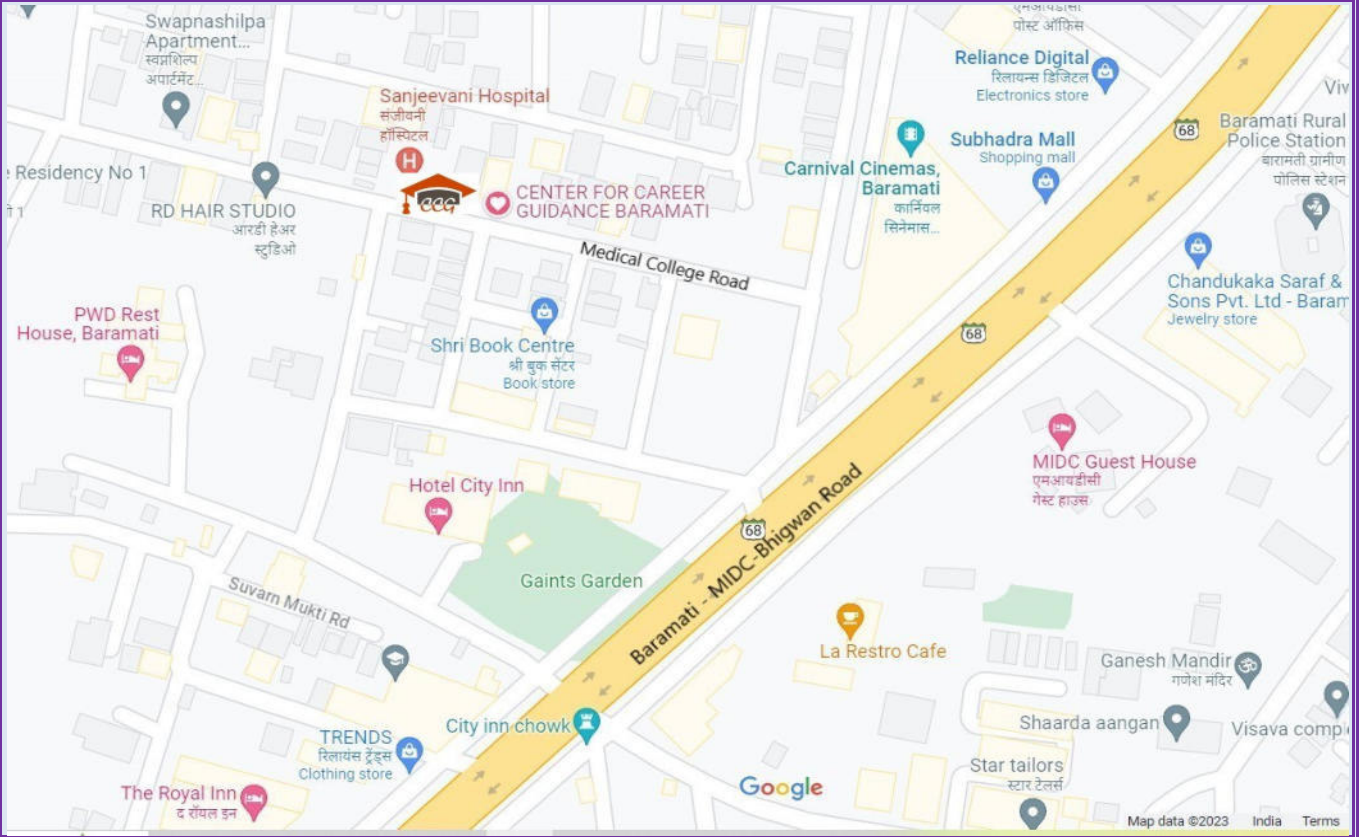 Swapnashilpa
Apartment...
स्वप्नशिल्प
अपार्टमेंट...
Sanjeevani Hospital
संजीवनी
हॉस्पिटल
H
CCG
CENTER FOR CAREER
GUIDANCE BARAMATI
Residency No 1
RD HAIR STUDIO
आरडी हेअर
स्टुडिओ
एमआयडीसी
पोस्ट ऑफिस
Reliance Digital
रिलायन्स डिजिटल
Electronics store
Subhadra Mall
Shopping mall
Carnival Cinemas,
Baramati
कार्निवल
सिनेमास...
68
Viv
Baramati Rural
Police Station
बारामती ग्रामीण
पोलिस स्टेशन
Medical College Road
Chandukaka Saraf &
Sons Pvt. Ltd - Baram
Jewelry store
PWD Rest
House, Baramati
Shri Book Centre
श्री बुक सेंटर
Book store
68
MIDC Guest House
एमआयडीसी
गेस्ट हाउस
Hotel City Inn
68
Baramati - MIDC-Bhigwan Road
Gaints Garden
Suvarn Mukti Rd
La Restro Cafe
Ganesh Mandir
गणेश मंदिर
City inn chowk
Shaarda aangan
Visava comp
TRENDS
रिलायंस ट्रेंड्स
Clothing store
Star tailors
स्टार टेलर्स
The Royal Inn
द रॉयल इन
Google
Map data ©2023 India Terms